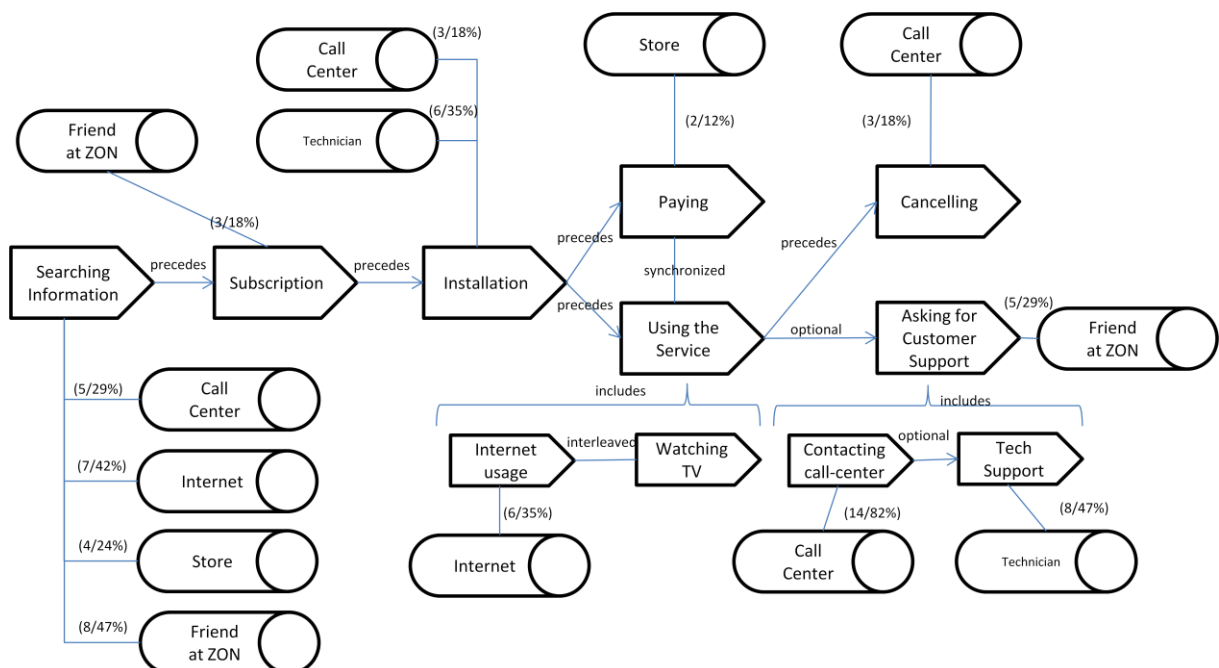 (3/18%)
Call
Center
(6/35%)
Technician
Store
(2/12%)
Call
Center
(3/18%)
Friend
at ZON
(3/18%)
Paying
Cancelling
Searching
Information
precedes
Subscription
precedes
Installation
precedes
precedes
synchronized
precedes
Using the
Service
optional
Asking for
Customer
Support
(5/29%)
Friend
at ZON
includes
includes
(5/29%)
Call
Center
(7/42%)
Internet
(4/24%)
Store
(8/47%)
Friend
at ZON
Internet
usage
interleaved
Watching
TV
(6/35%)
Internet
Contacting
call-center
optional
Tech
Support
(14/82%)
Call
Center
(8/47%)
Technician